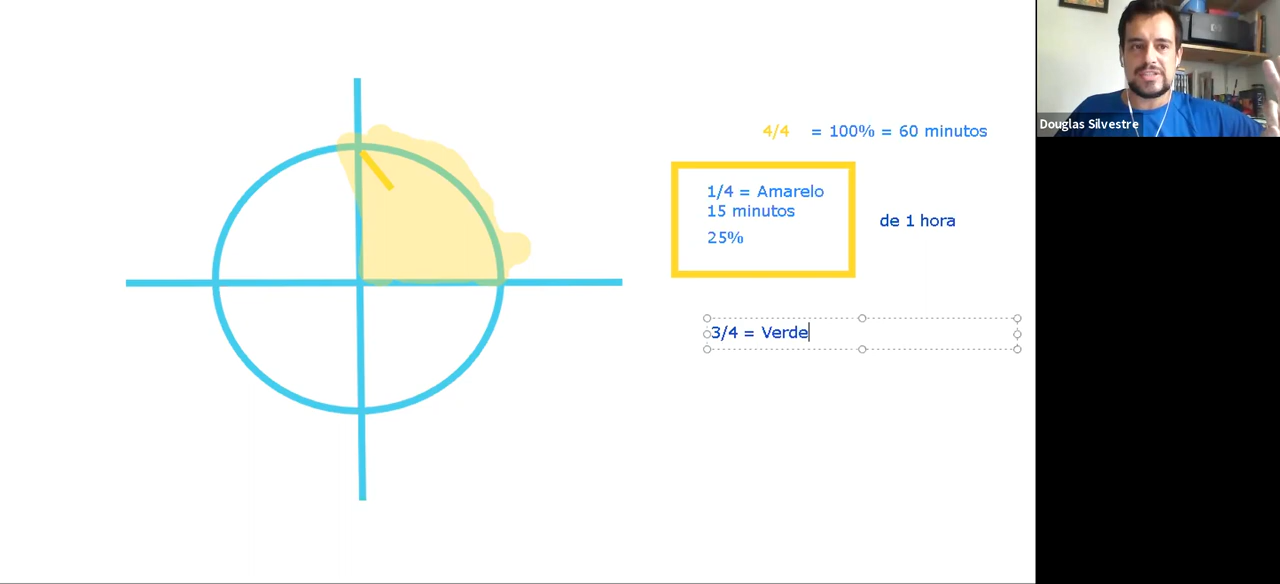 4/4 = 100% = 60 minutos
1/4 = Amarelo
15 minutos
25%
de 1 hora
3/4 = Verde
Douglas Silvestre